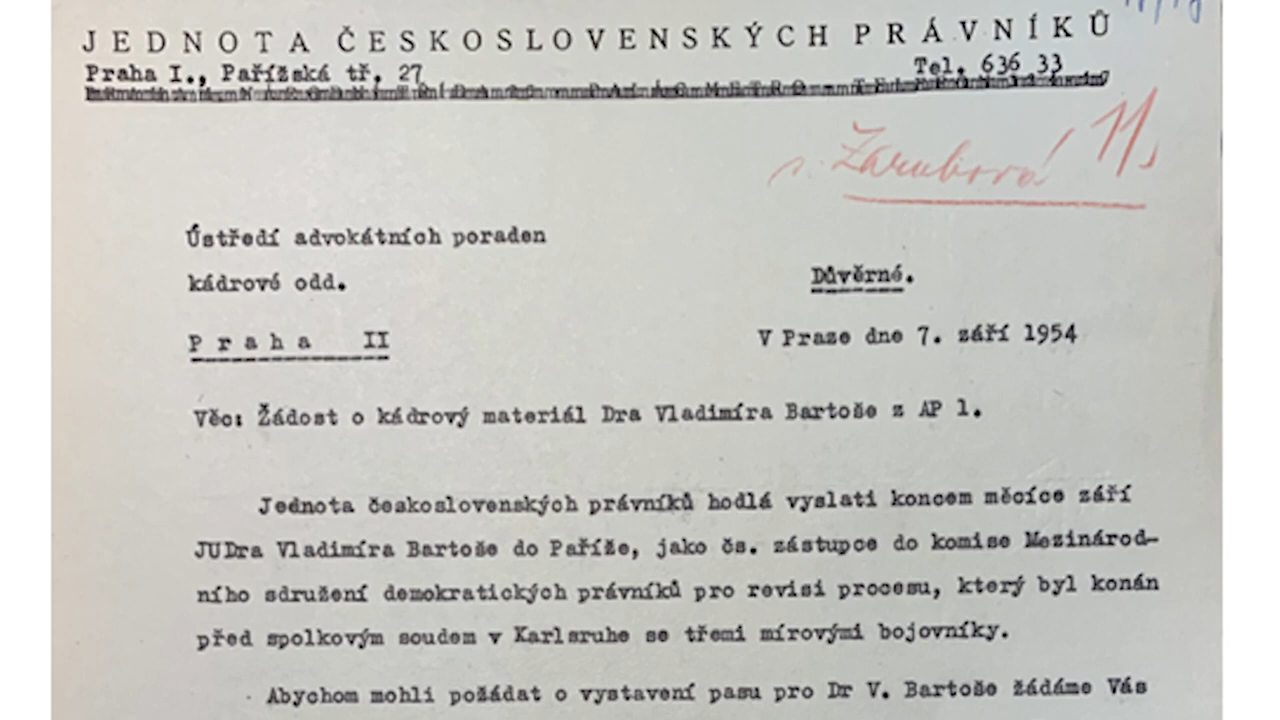 JEDNOTA ČESKOSLOVENSKÝCH PRÁVNÍKŮ
Praha I., Pařížská tř. 27 Tel. 636 33
s. Zarubová 11,
Ústředí advokátních poraden
kádrové odd.
Důvěrné.
Praha II
V Praze dne 7. září 1954
Věc: Žádost o kádrový materiál Dra Vladimíra Bartoše z AP 1.
Jednota československých právníků hodlá vyslati koncem měcíce září
JUDra Vladimíra Bartoše do Paříže, jako čs. zástupce do komise Mezinárod-
ního sdružení demokratických právníků pro revisi procesu, který byl konán
před spolkovým soudem v Karlsruhe se třemi mírovými bojovníky.
Abychom mohli požádat o vystavení pasu pro Dr V. Bartoše žádáme Vás